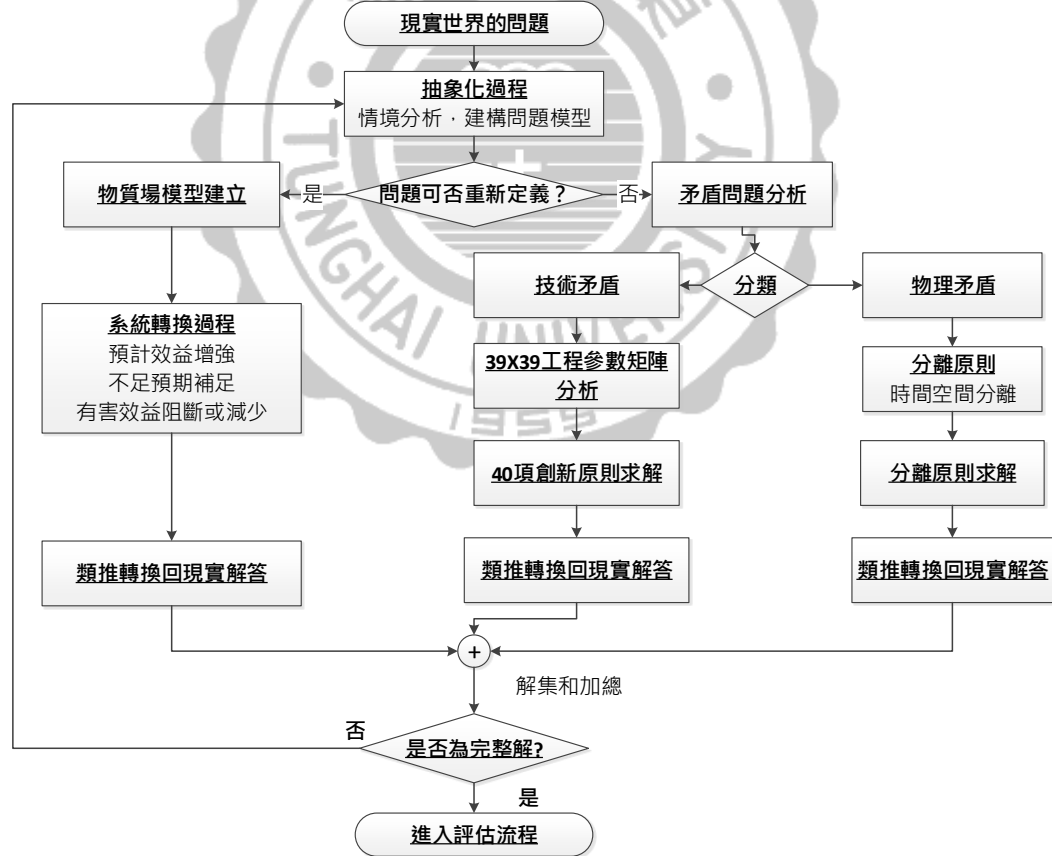 現實世界的問題
抽象化過程
情境分析，建構問題模型
物質場模型建立
是
問題可否重新定義？
否
矛盾問題分析
技術矛盾
分類
物理矛盾
系統轉換過程
預計效益增強
不足預期補足
有害效益阻斷或減少
39X39工程參數矩陣
分析
分離原則
時間空間分離
40項創新原則求解
分離原則求解
類推轉換回現實解答
類推轉換回現實解答
類推轉換回現實解答
+
解集和加總
否
是否為完整解?
是
進入評估流程
TUNGHAI UNIVERSITY
1955